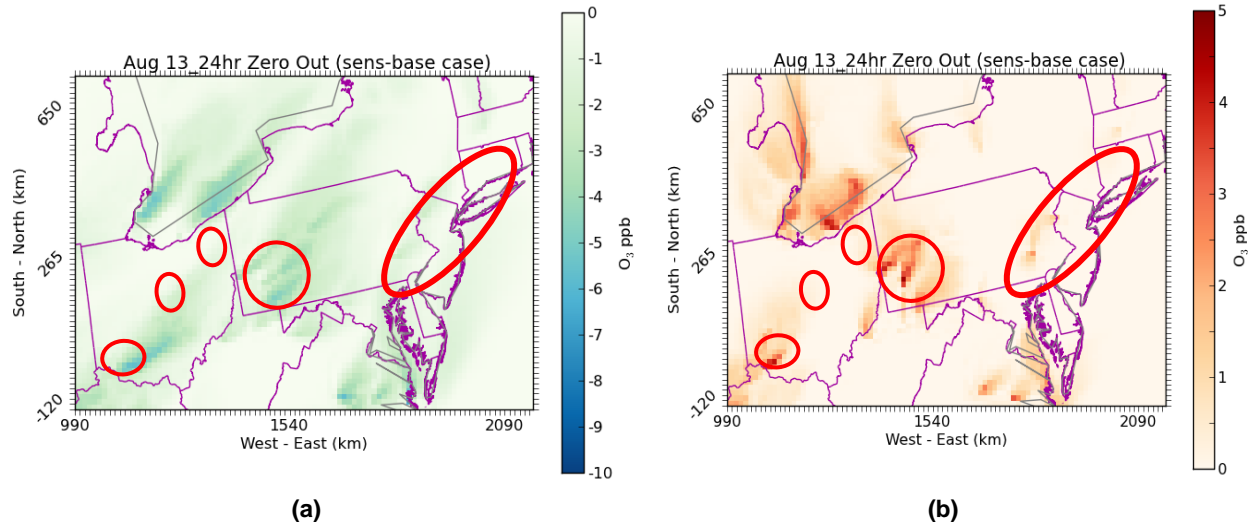 Aug 13_24hr Zero Out (sens-base case)
650
265
-120
South - North (km)
990
1540
2090
West - East (km)
0
-1
-2
-3
-4
-5
-6
-7
-8
-9
-10
O3 ppb
(a)
Aug 13_24hr Zero Out (sens-base case)
650
265
-120
South - North (km)
990
1540
2090
West - East (km)
5
4
3
2
1
0
O3 ppb
(b)